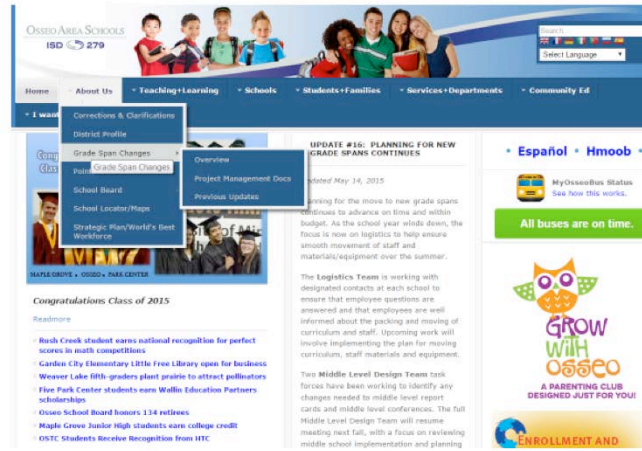 OSSEO AREA SCHOOLS
ISD 279
Search
Select Language
Home
About Us
Teaching+Learning
Schools
Students+Families
Services+Departments
Community Ed
I want
Corrections & Clarifications
District Profile
Grade Span Changes
Grade Span Changes
School Board
School Locator/Maps
Strategic Plan/World's Best
Workforce
Overview
Project Management Docs
Previous Updates
MAPLE GROVE • OSSEO • PARK CENTER
Congratulations Class of 2015
Readmore
Rush Creek student earns national recognition for perfect
scores in math competitions
Garden City Elementary Little Free Library open for business
Weaver Lake fifth-graders plant prairie to attract pollinators
Five Park Center students earn Wallin Education Partners
scholarships
Osseo School Board honors 134 retirees
Maple Grove Junior High students earn college credit
OSTC Students Receive Recognition from HTC
UPDATE #16: PLANNING FOR NEW
GRADE SPANS CONTINUES
Updated May 14, 2015
Planning for the move to new grade spans
continues to advance on time and within
budget. As the school year winds down, the
focus is now on logistics to help ensure
smooth movement of staff and
materials/equipment over the summer.
The Logistics Team is working with
designated contacts at each school to
ensure that employee questions are
answered and that employees are well
informed about the packing and moving of
curriculum and staff. Upcoming work will
involve implementing the plan for moving
curriculum, staff materials and equipment.
Two Middle Level Design Team task
forces have been working to identify any
changes needed to middle level report
cards and middle level conferences. The full
Middle Level Design Team will resume
meeting next fall, with a focus on reviewing
middle school implementation and planning
• Español • Hmoob •
MyOsseoBus Status
See how this works.
All buses are on time.
GROW
WITH
OSSEO
A PARENTING CLUB
DESIGNED JUST FOR YOU!
ENROLLMENT AND